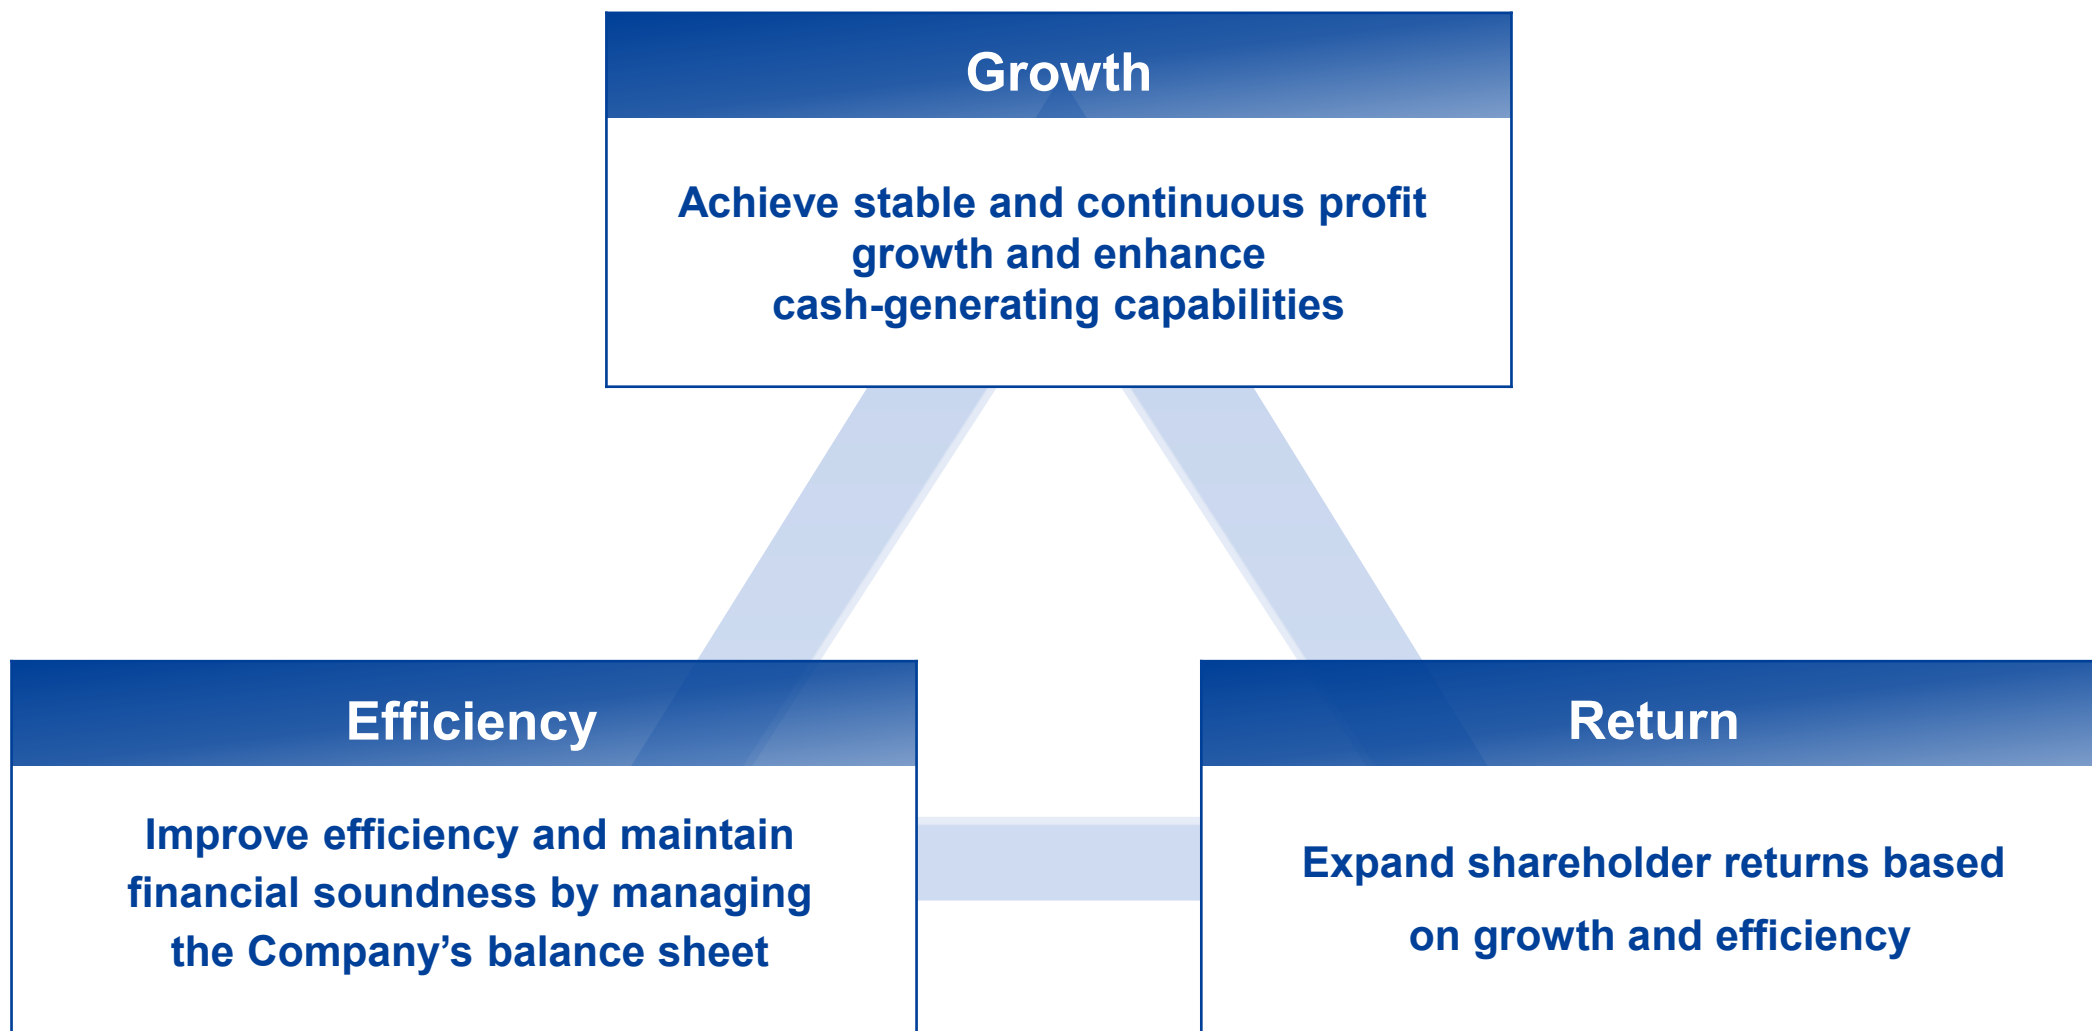 Growth
Achieve stable and continuous profit
growth and enhance
cash-generating capabilities
Efficiency
Improve efficiency and maintain
financial soundness by managing
the Company’s balance sheet
Return
Expand shareholder returns based
on growth and efficiency